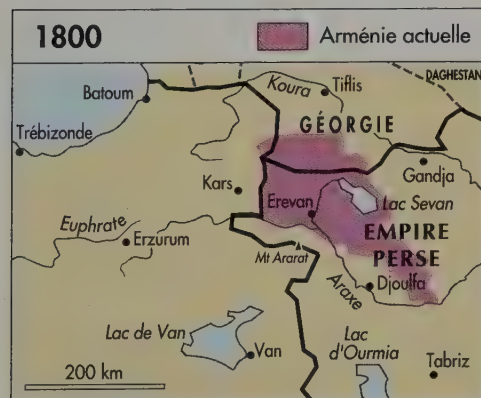 1800
Arménie actuelle
DAGHESTAN
Koura
Tiflis
Batoum
GÉORGIE
Trébizonde
Gandja
Kars
Lac Sevan
Erevan
Euphrate
EMPIRE
PERSE
Erzurum
Mt Ararat
Djoulfa
Araxe
Lac de Van
Van
Lac
d'Ourmia
Tabriz
200 km